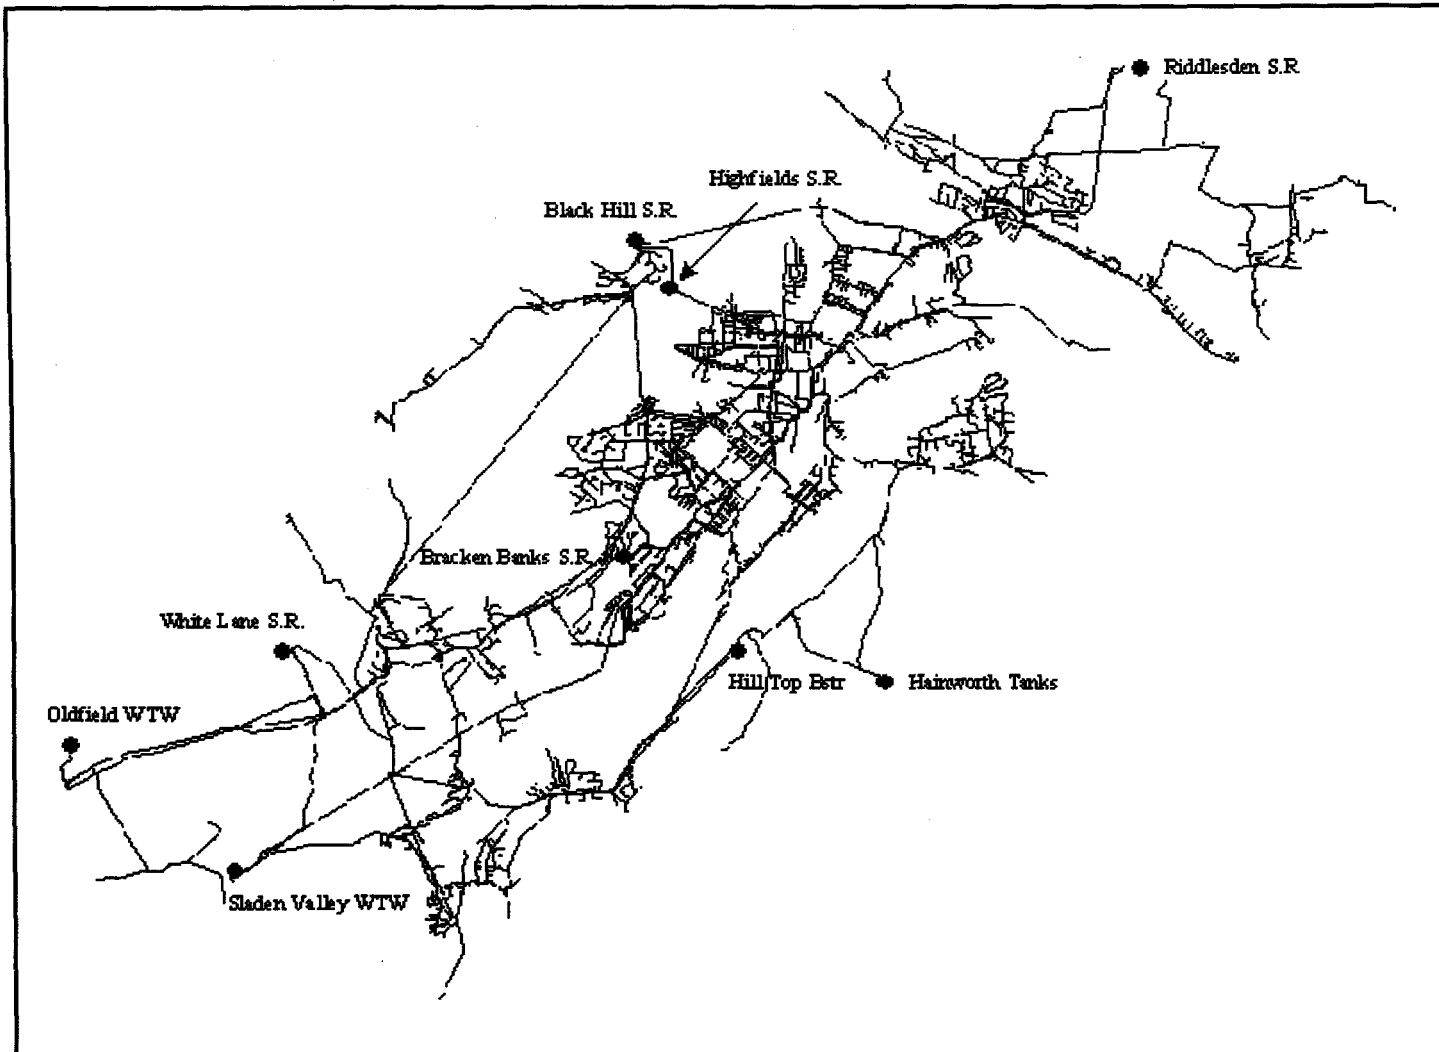 Riddlesden S.R
Highfields S.R.
Black Hill S.R.
Bracken Banks S.R.
White Lane S.R.
Hill Top Bstr
Hainworth Tanks
Oldfield WTW
Sladen Valley WTW